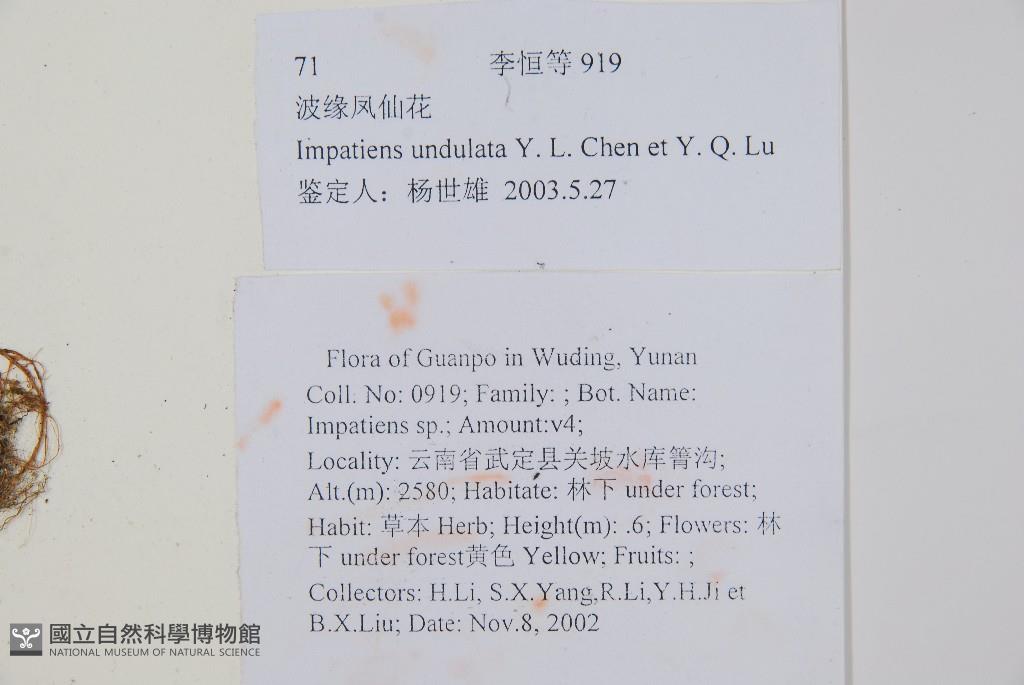 71 李恒等 919
波缘凤仙花
Impatiens undulata Y. L. Chen et Y. Q. Lu
鉴定人：杨世雄 2003.5.27
Flora of Guanpo in Wuding, Yunan
Coll. No: 0919; Family: ; Bot. Name:
Impatiens sp.; Amount:v4;
Locality: 云南省武定县关坡水库箐沟;
Alt.(m): 2580; Habitate: 林下 under forest;
Habit: 草本 Herb; Height(m): .6; Flowers: 林
下 under forest黄色 Yellow; Fruits: ;
Collectors: H.Li, S.X.Yang,R.Li,Y.H.Ji et
B.X.Liu; Date: Nov.8, 2002
國立自然科學博物館
NATIONAL MUSEUM OF NATURAL SCIENCE